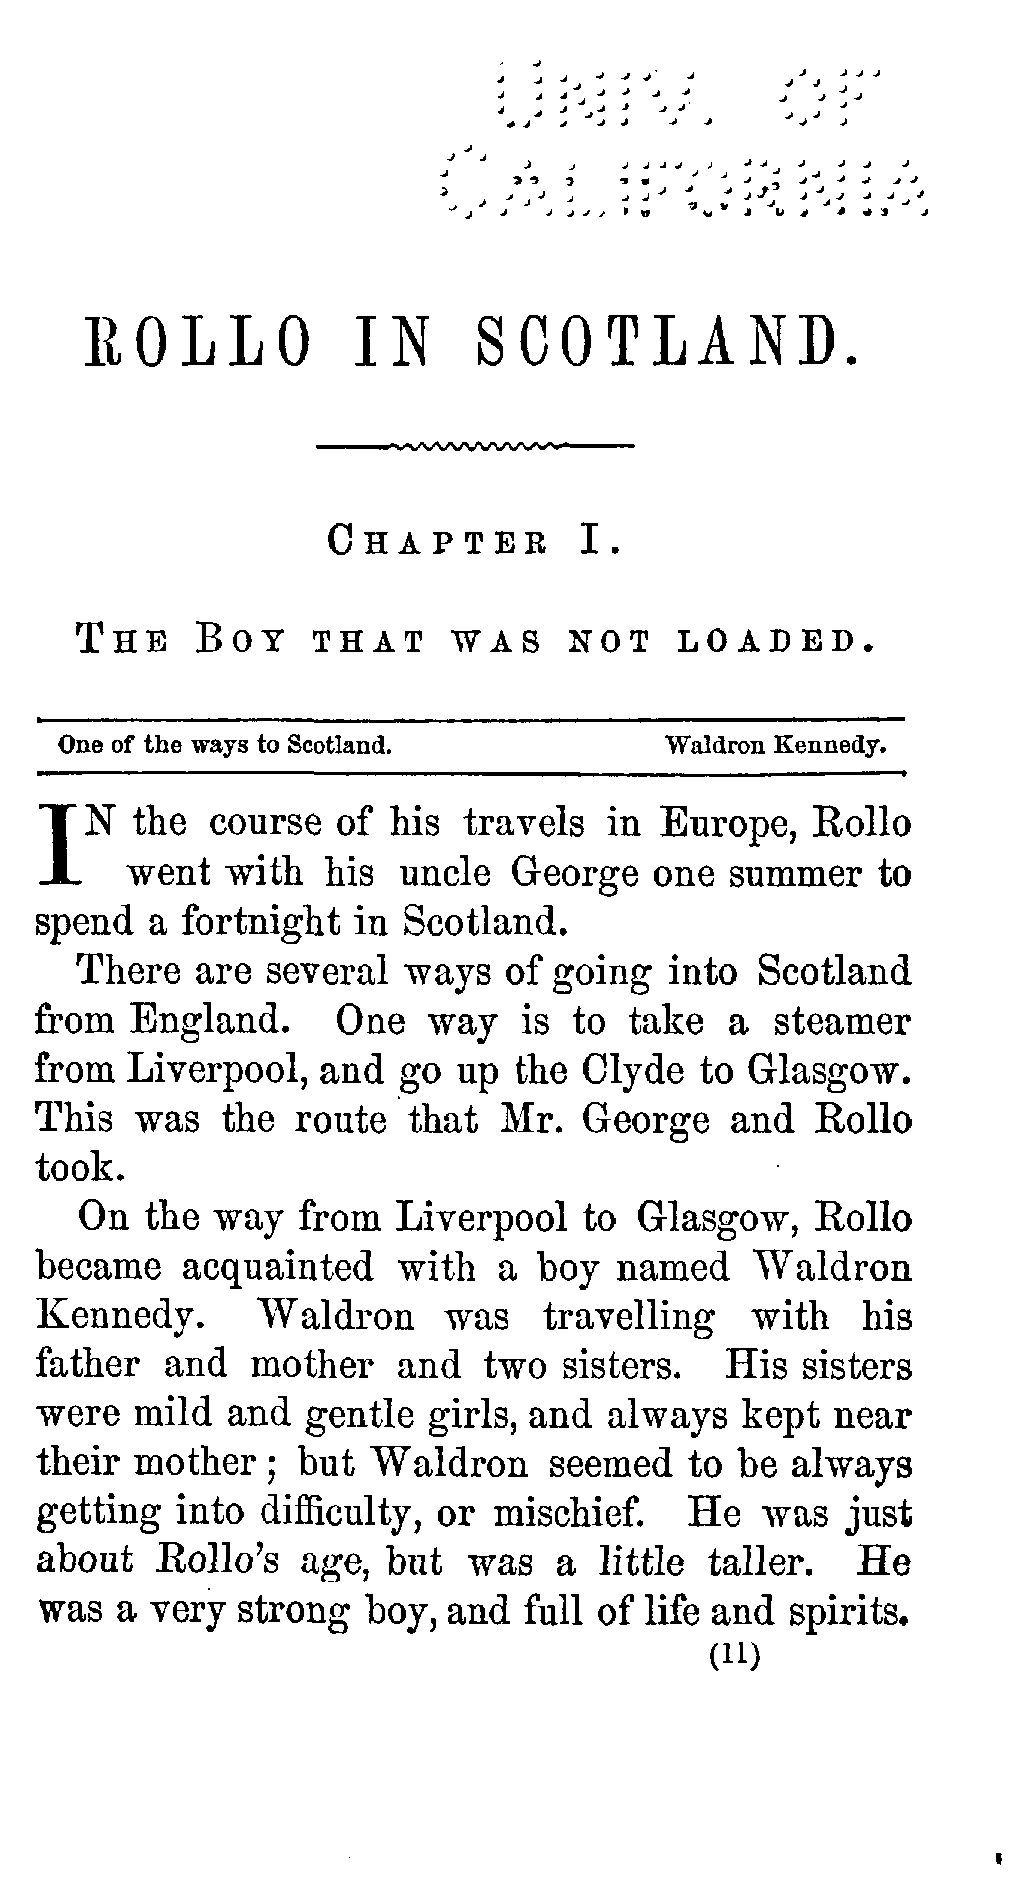 UNIV. OF
CALIFORNIA
ROLLO IN SCOTLAND.
CHAPTER I.
THE BOY THAT WAS NOT LOADED.
One of the ways to Scotland. Waldron Kennedy.
IN the course of his travels in Europe, Rollo
went with his uncle George one summer to
spend a fortnight in Scotland.
There are several ways of going into Scotland
from England. One way is to take a steamer
from Liverpool, and go up the Clyde to Glasgow.
This was the route that Mr. George and Rollo
took.
On the way from Liverpool to Glasgow, Rollo
became acquainted with a boy named Waldron
Kennedy. Waldron was travelling with his
father and mother and two sisters. His sisters
were mild and gentle girls, and always kept near
their mother; but Waldron seemed to be always
getting into difficulty, or mischief. He was just
about Rollo's age, but was a little taller. He
was a very strong boy, and full of life and spirits.
(11)